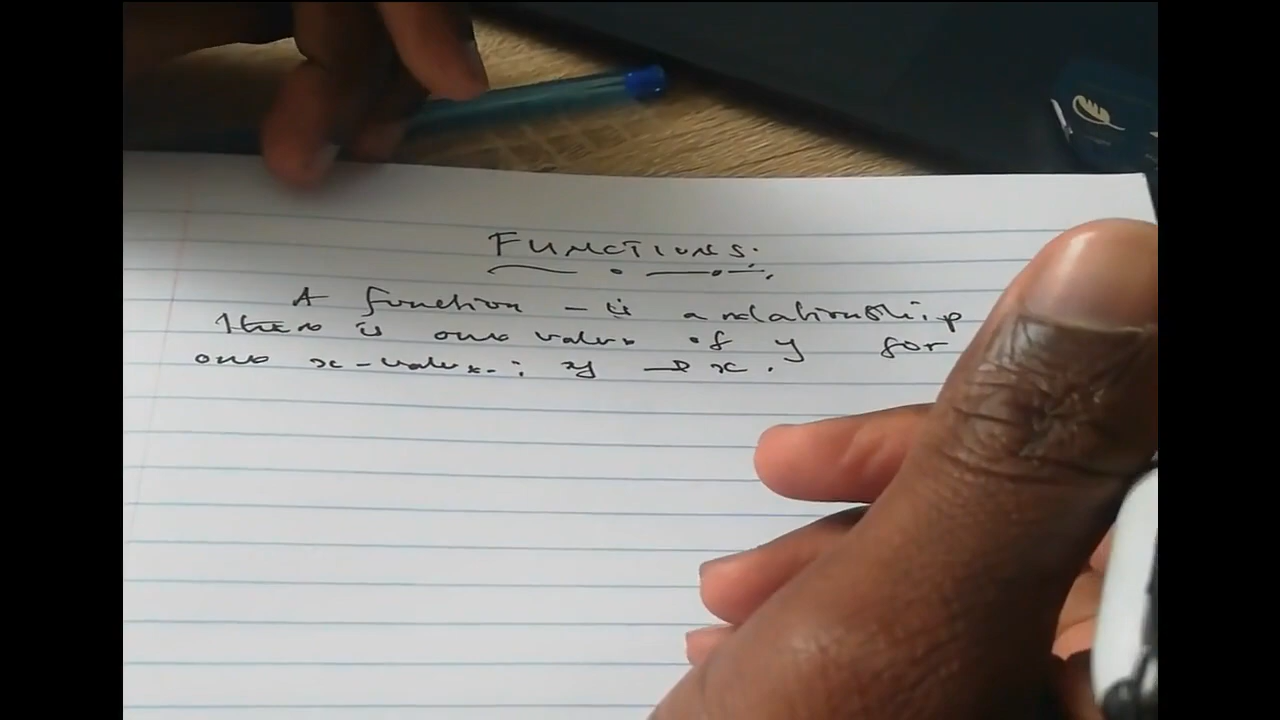 FUNCTIONS:
A function - is a relationship
there is one value of y for
one x-value : y → x.